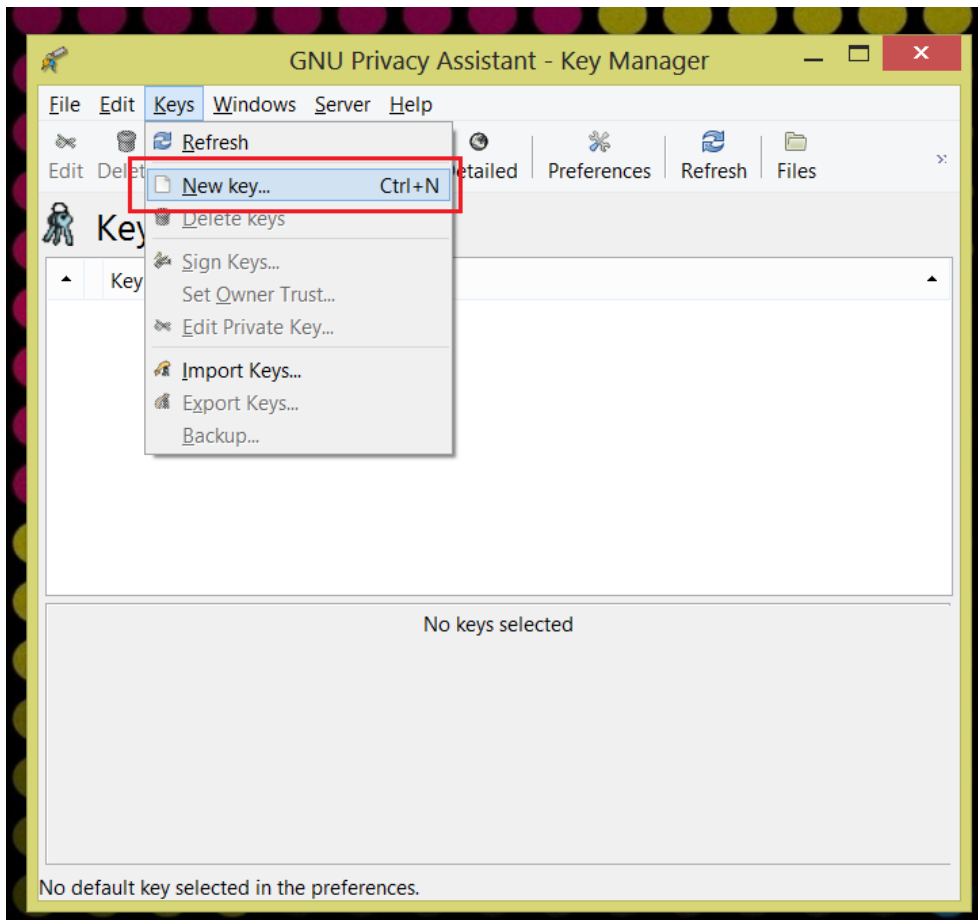 GNU Privacy Assistant - Key Manager
File Edit Keys Windows Server Help
Refresh
Edit Preferences Refresh Files
New key... Ctrl+N
Delete keys
Key
Sign Keys...
Set Owner Trust...
Edit Private Key...
Import Keys...
Export Keys...
Backup...
No keys selected
No default key selected in the preferences.